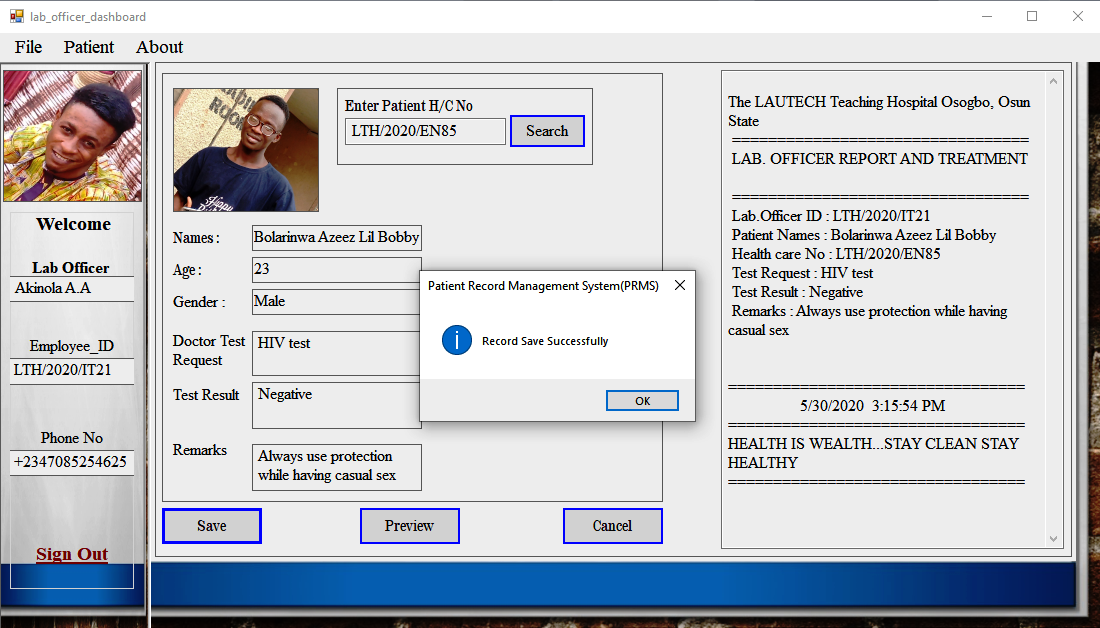 lab_officer_dashboard
File Patient About
Welcome
Lab Officer
Akinola A.A
Employee_ID
LTH/2020/IT21
Phone No
+2347085254625
Sign Out
Enter Patient H/C No
LTH/2020/EN85
Search
Names :
Bolarinwa Azeez Lil Bobby
Age :
23
Gender :
Male
Doctor Test
Request
HIV test
Test Result
Negative
Remarks
Always use protection
while having casual sex
Save
Preview
Cancel
Patient Record Management System(PRMS)
Record Save Successfully
OK
The LAUTECH Teaching Hospital Osogbo, Osun
State
=================================
LAB. OFFICER REPORT AND TREATMENT
=================================
Lab.Officer ID : LTH/2020/IT21
Patient Names : Bolarinwa Azeez Lil Bobby
Health care No : LTH/2020/EN85
Test Request : HIV test
Test Result : Negative
Remarks : Always use protection while having
casual sex
=================================
5/30/2020 3:15:54 PM
=================================
HEALTH IS WEALTH...STAY CLEAN STAY
HEALTHY
=================================